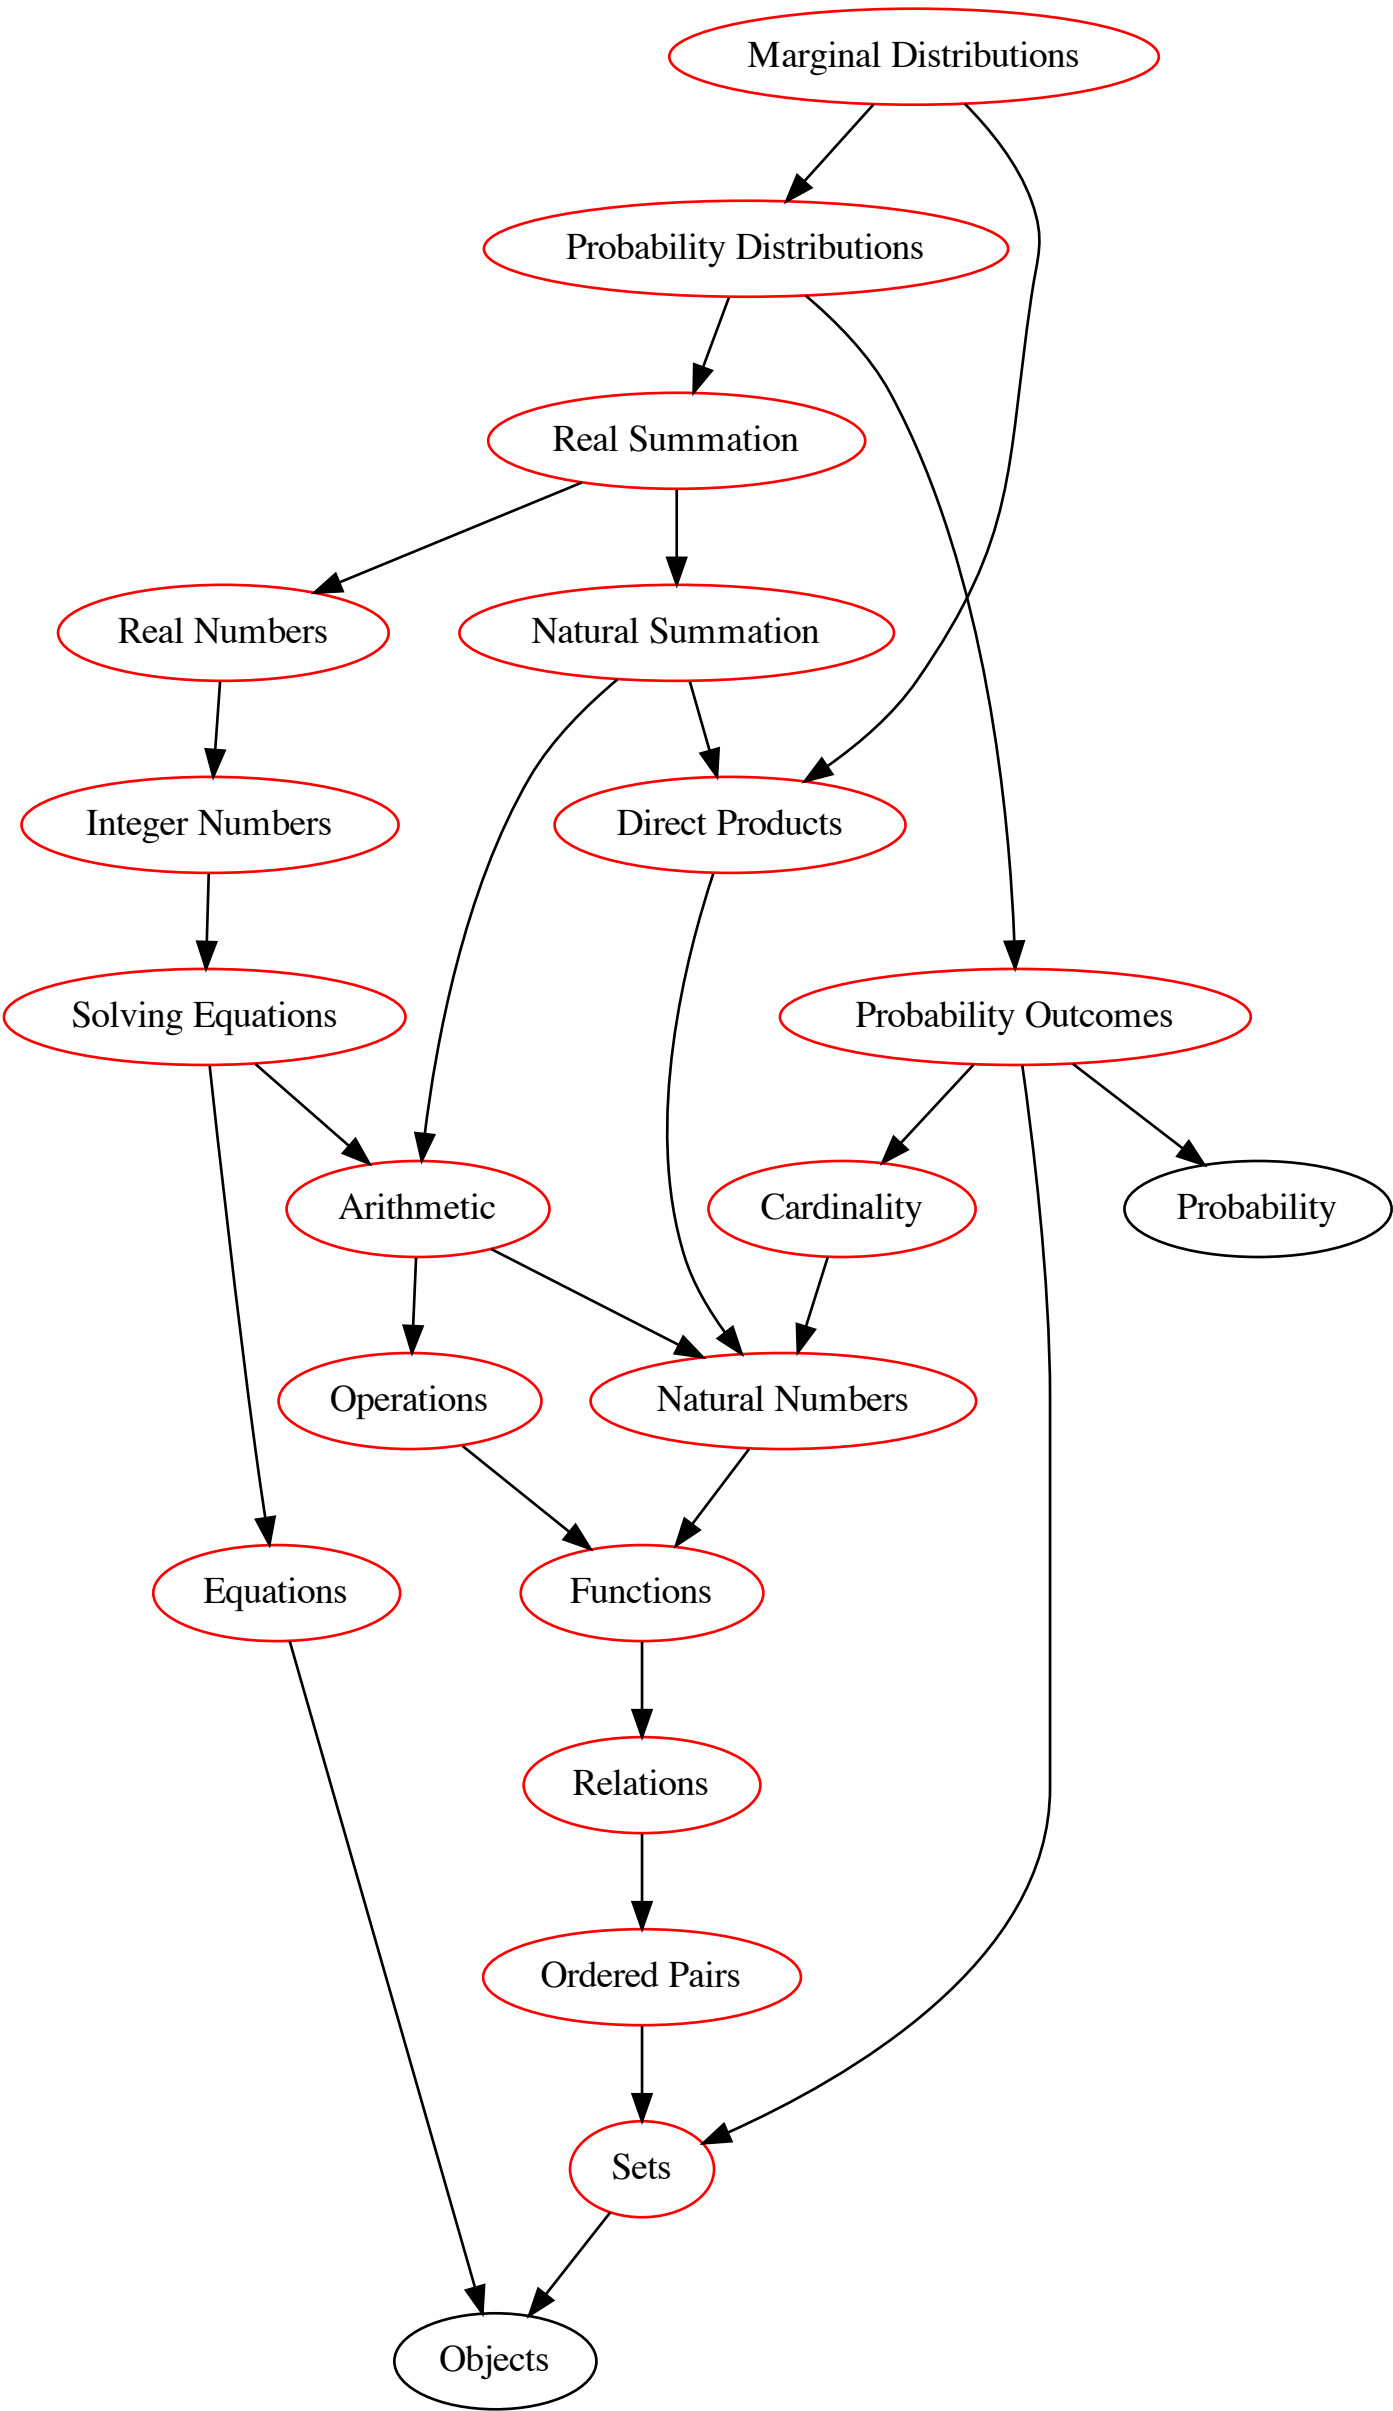 Marginal Distributions
Probability Distributions
Real Summation
Real Numbers
Natural Summation
Integer Numbers
Direct Products
Solving Equations
Probability Outcomes
Arithmetic
Cardinality
Probability
Operations
Natural Numbers
Equations
Functions
Relations
Ordered Pairs
Sets
Objects